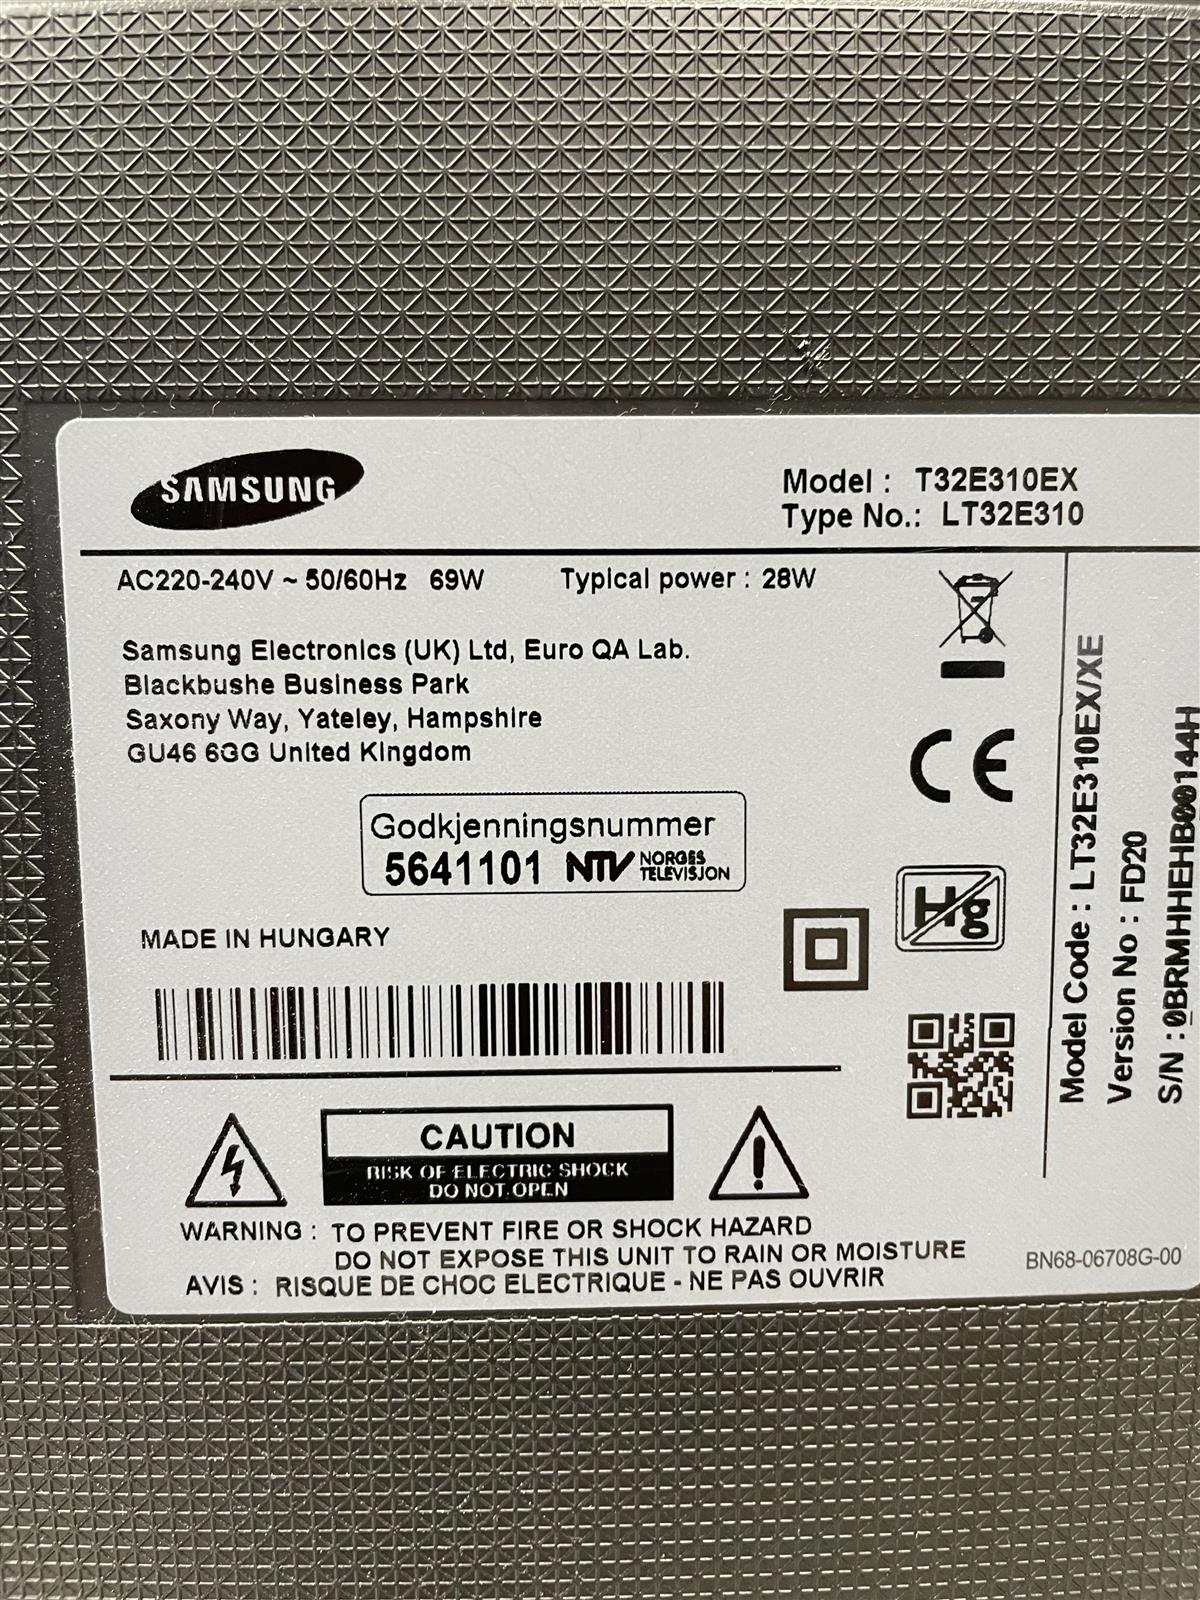 SAMSUNG
Model : T32E310EX
Type No.: LT32E310
AC220-240V ~ 50/60Hz 69W Typical power : 28W
Samsung Electronics (UK) Ltd, Euro QA Lab.
Blackbushe Business Park
Saxony Way, Yateley, Hampshire
GU46 6GG United Kingdom
Godkjenningsnummer
5641101 NTV NORGES
TELEVISJON
MADE IN HUNGARY
CE
Hg
Model Code : LT32E310EX/XE
Version No : FD20
S/N : 0BRMHHEHB00144H
CAUTION
RISK OF ELECTRIC SHOCK
DO NOT OPEN
WARNING : TO PREVENT FIRE OR SHOCK HAZARD
DO NOT EXPOSE THIS UNIT TO RAIN OR MOISTURE
AVIS : RISQUE DE CHOC ELECTRIQUE - NE PAS OUVRIR
BN68-06708G-00